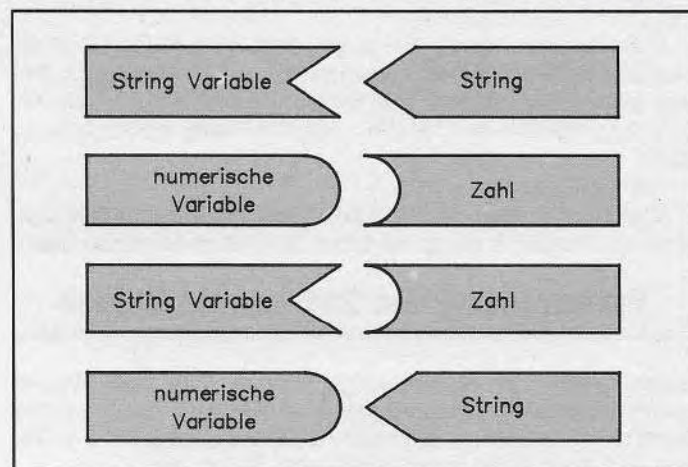 String Variable
String
numerische
Variable
Zahl
String Variable
Zahl
numerische
Variable
String